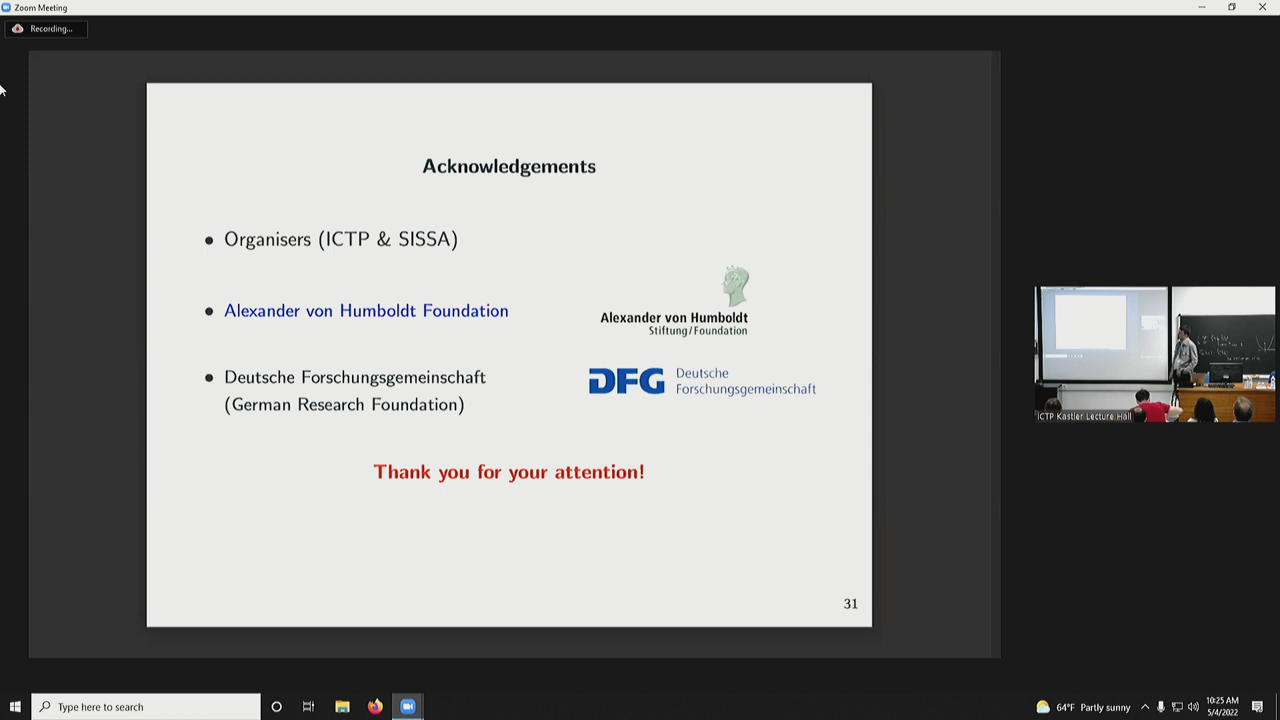 Zoom Meeting
Recording...
Acknowledgements
• Organisers (ICTP & SISSA)
• Alexander von Humboldt Foundation
Alexander von Humboldt
Stiftung/Foundation
• Deutsche Forschungsgemeinschaft
(German Research Foundation)
DFG Deutsche
Forschungsgemeinschaft
Thank you for your attention!
31
ICTP Kastler Lecture Hall
Type here to search
64°F Partly sunny
10:25 AM
5/4/2022